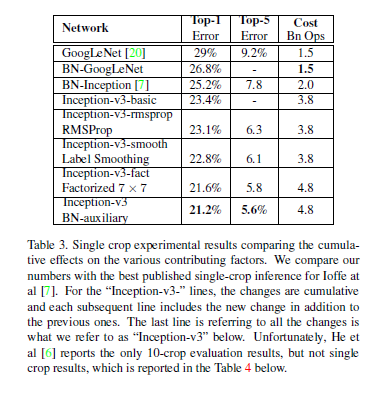 Network Top-1 Error Top-5 Error Cost Bn Ops
GoogLeNet [20] 29% 9.2% 1.5
BN-GoogLeNet 26.8% - 1.5
BN-Inception [7] 25.2% 7.8 2.0
Inception-v3-basic 23.4% - 3.8
Inception-v3-rmsprop
RMSProp 23.1% 6.3 3.8
Inception-v3-smooth
Label Smoothing 22.8% 6.1 3.8
Inception-v3-fact
Factorized 7 × 7 21.6% 5.8 4.8
Inception-v3
BN-auxiliary 21.2% 5.6% 4.8
Table 3. Single crop experimental results comparing the cumula-
tive effects on the various contributing factors. We compare our
numbers with the best published single-crop inference for Ioffe at
al [7]. For the “Inception-v3-” lines, the changes are cumulative
and each subsequent line includes the new change in addition to
the previous ones. The last line is referring to all the changes is
what we refer to as “Inception-v3” below. Unfortunately, He et
al [6] reports the only 10-crop evaluation results, but not single
crop results, which is reported in the Table 4 below.